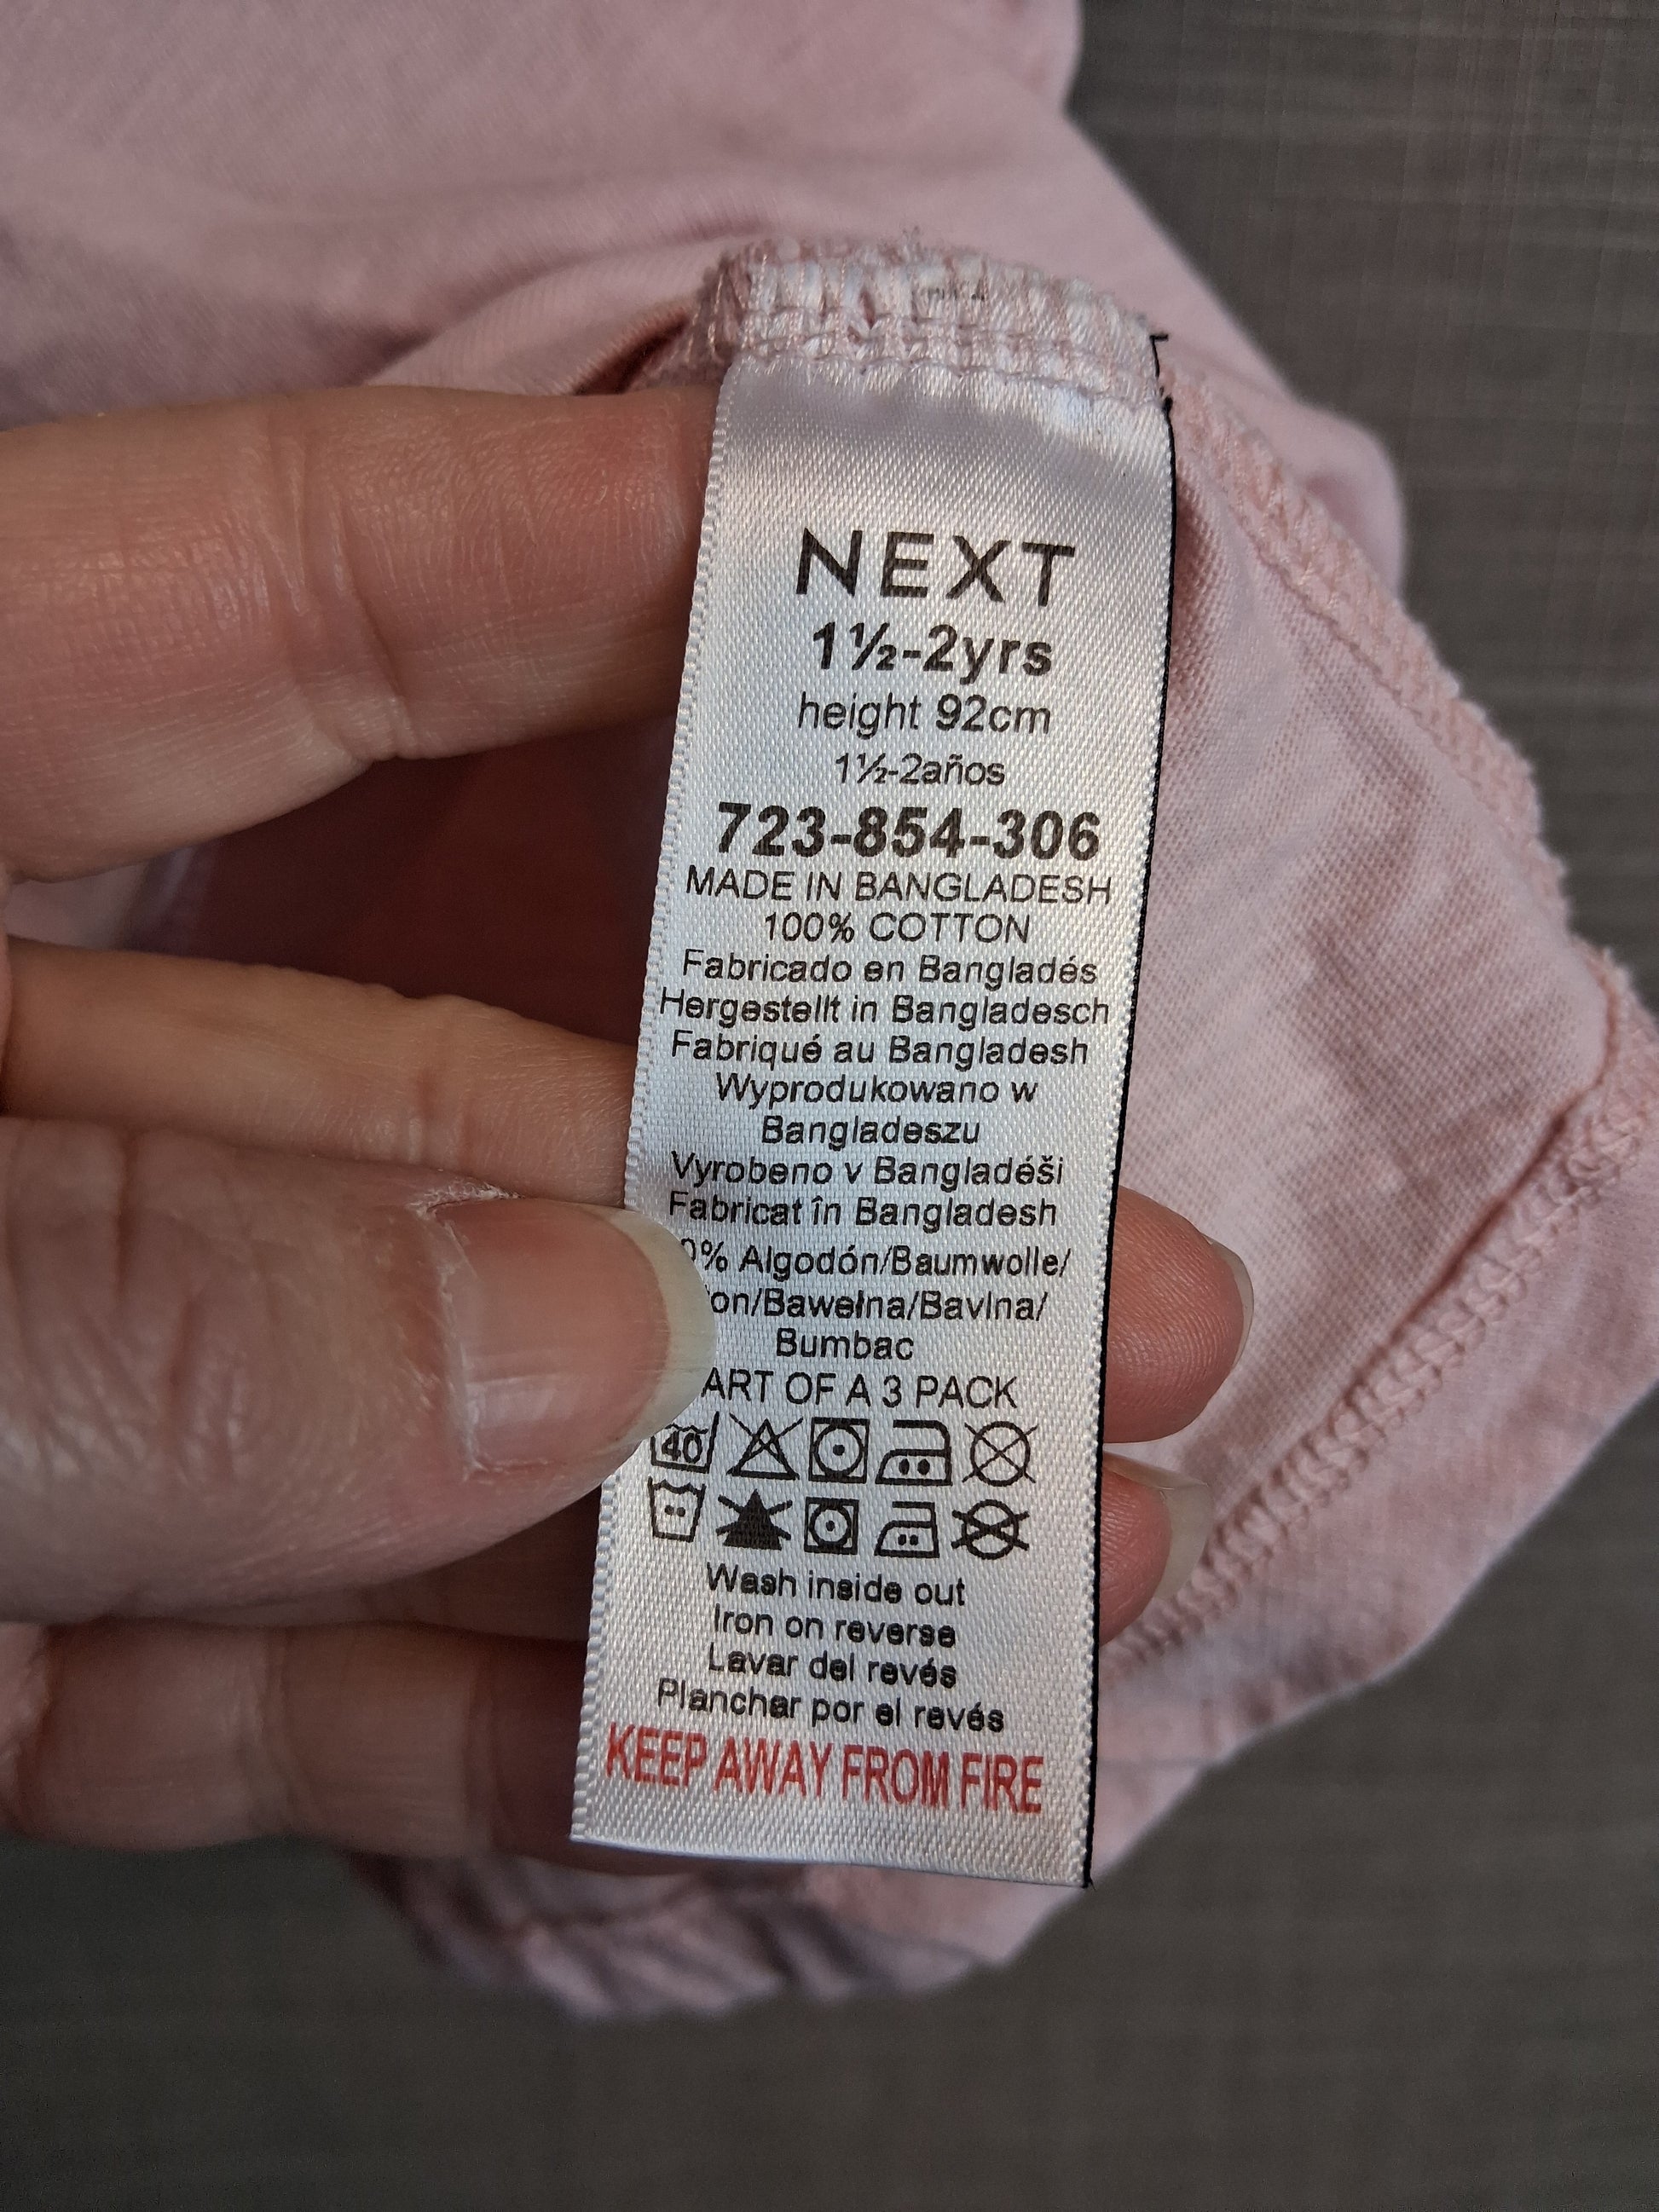 NEXT
1½-2yrs
height 92cm
1½-2años
723-854-306
MADE IN BANGLADESH
100% COTTON
Fabricado en Bangladés
Hergestellt in Bangladesch
Fabriqué au Bangladesh
Wyprodukowano w
Bangladeszu
Vyrobeno v Bangladéši
Fabricat în Bangladesh
0% Algodón/Baumwolle/
on/Bawełna/Bavlna/
Bumbac
ART OF A 3 PACK
40
Wash inside out
Iron on reverse
Lavar del revés
Planchar por el revés
KEEP AWAY FROM FIRE